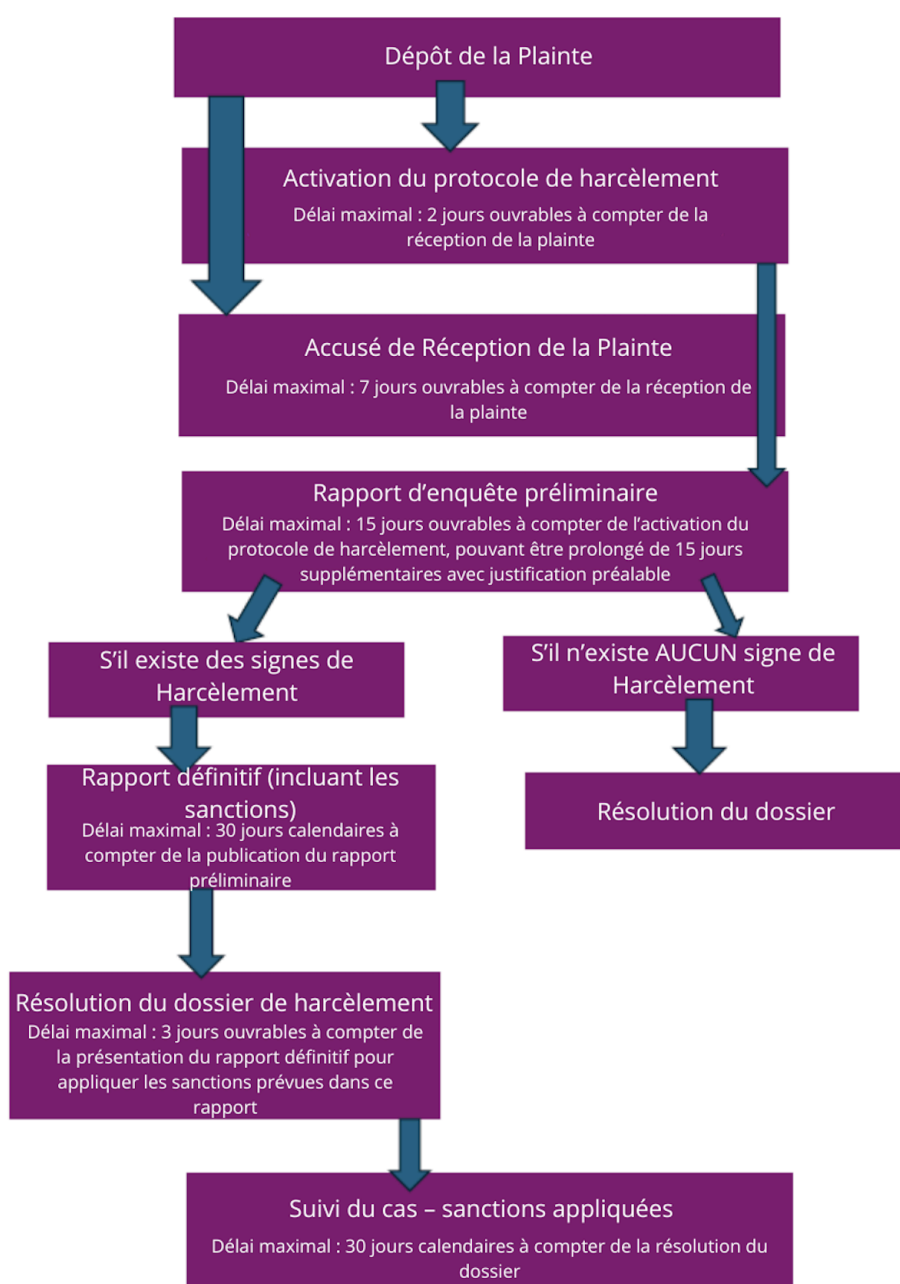 Dépôt de la Plainte
Activation du protocole de harcèlement
Délai maximal : 2 jours ouvrables à compter de la
réception de la plainte
Accusé de Réception de la Plainte
Délai maximal : 7 jours ouvrables à compter de la réception de
la plainte
Rapport d’enquête préliminaire
Délai maximal : 15 jours ouvrables à compter de l’activation du
protocole de harcèlement, pouvant être prolongé de 15 jours
supplémentaires avec justification préalable
S’il existe des signes de
Harcèlement
S’il n’existe AUCUN signe de
Harcèlement
Rapport définitif (incluant les
sanctions)
Délai maximal : 30 jours calendaires à
compter de la publication du rapport
préliminaire
Résolution du dossier
Résolution du dossier de harcèlement
Délai maximal : 3 jours ouvrables à compter de
la présentation du rapport définitif pour
appliquer les sanctions prévues dans ce
rapport
Suivi du cas – sanctions appliquées
Délai maximal : 30 jours calendaires à compter de la résolution du
dossier